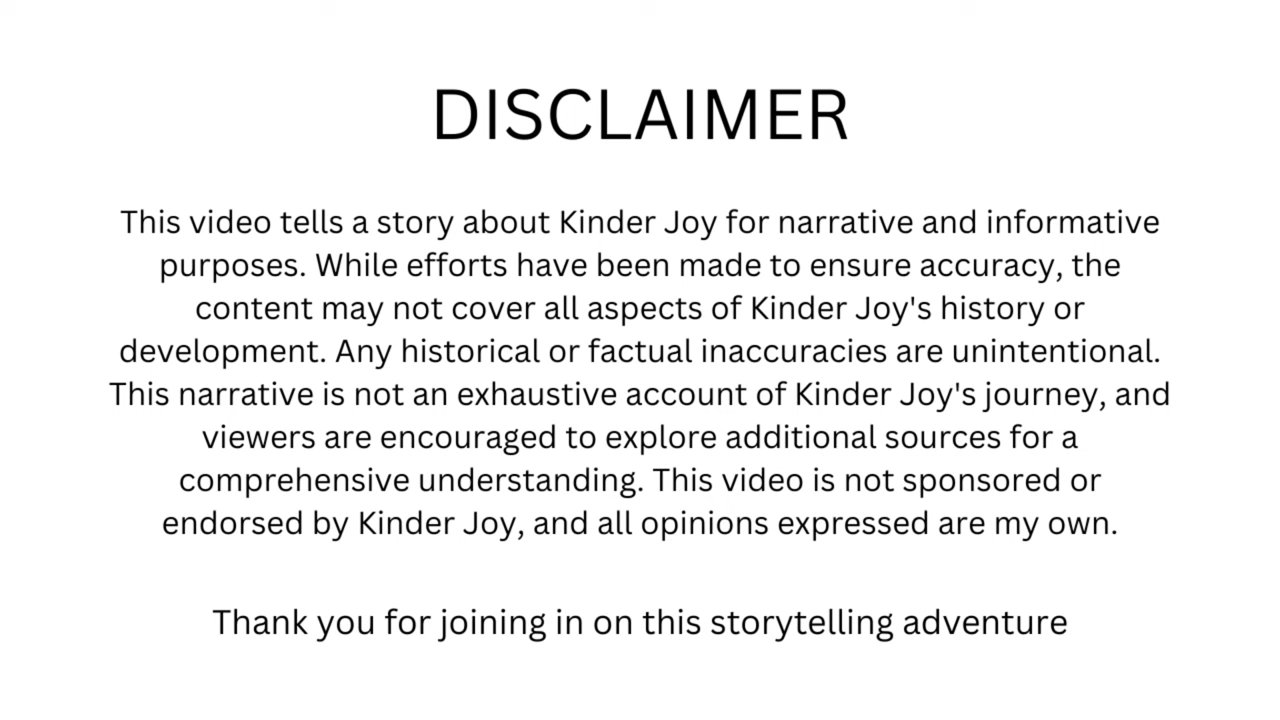 DISCLAIMER
This video tells a story about Kinder Joy for narrative and informative
purposes. While efforts have been made to ensure accuracy, the
content may not cover all aspects of Kinder Joy's history or
development. Any historical or factual inaccuracies are unintentional.
This narrative is not an exhaustive account of Kinder Joy's journey, and
viewers are encouraged to explore additional sources for a
comprehensive understanding. This video is not sponsored or
endorsed by Kinder Joy, and all opinions expressed are my own.
Thank you for joining in on this storytelling adventure